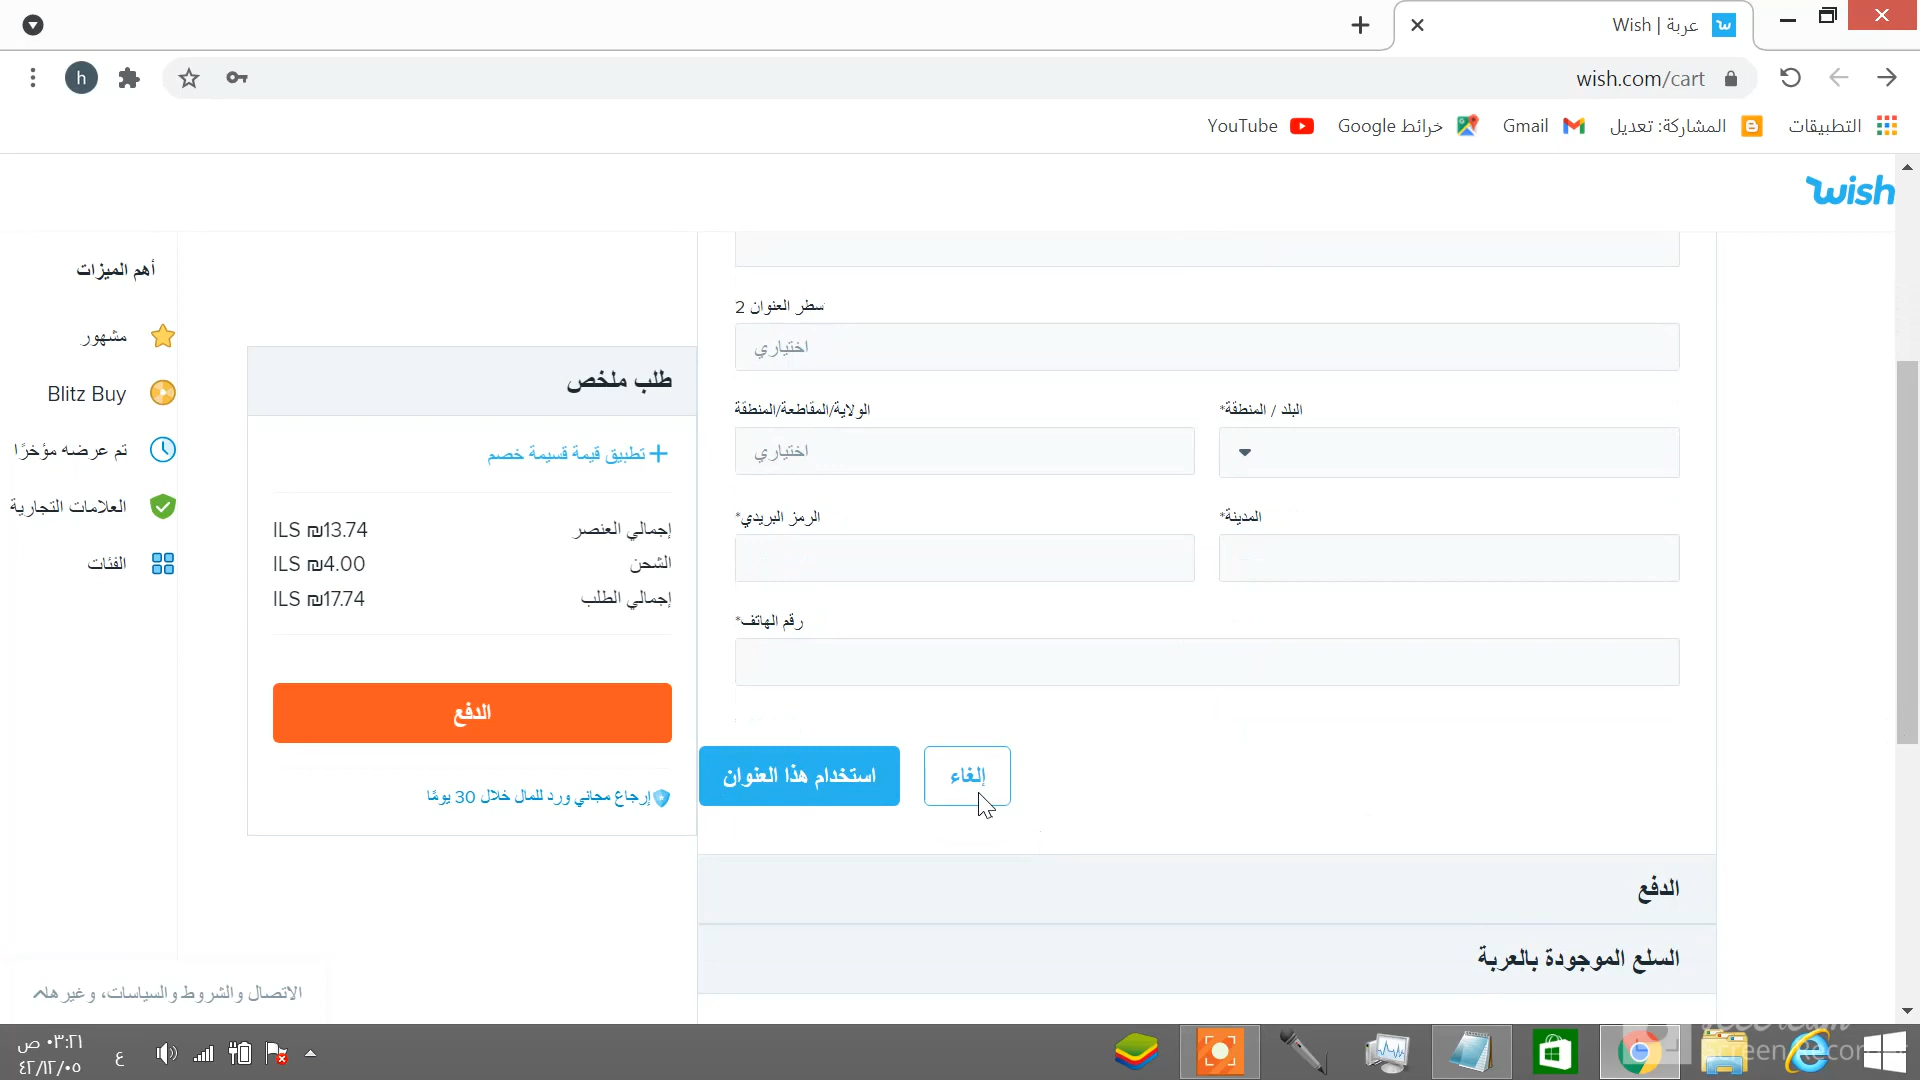 عربة | Wish
h
wish.com/cart
التطبيقات
المشاركة: تعديل
Gmail
خرائط Google
YouTube
wish
أهم الميزات
مشهور
Blitz Buy
تم عرضه مؤخرًا
العلامات التجارية
الفئات
طلب ملخص
تطبيق قيمة قسيمة خصم
إجمالي العنصر ILS ₪13.74
الشحن ILS ₪4.00
إجمالي الطلب ILS ₪17.74
الدفع
إرجاع مجاني ورد للمال خلال 30 يومًا
سطر العنوان 2
اختياري
البلد / المنطقة*
الولاية/المقاطعة/المنطقة
اختياري
المدينة*
الرمز البريدي*
رقم الهاتف*
إلغاء
استخدام هذا العنوان
الدفع
السلع الموجودة بالعربة
الاتصال والشروط والسياسات، وغيرها
ع
٠٣:٢١ ص
٤٢/١٢/٠٥